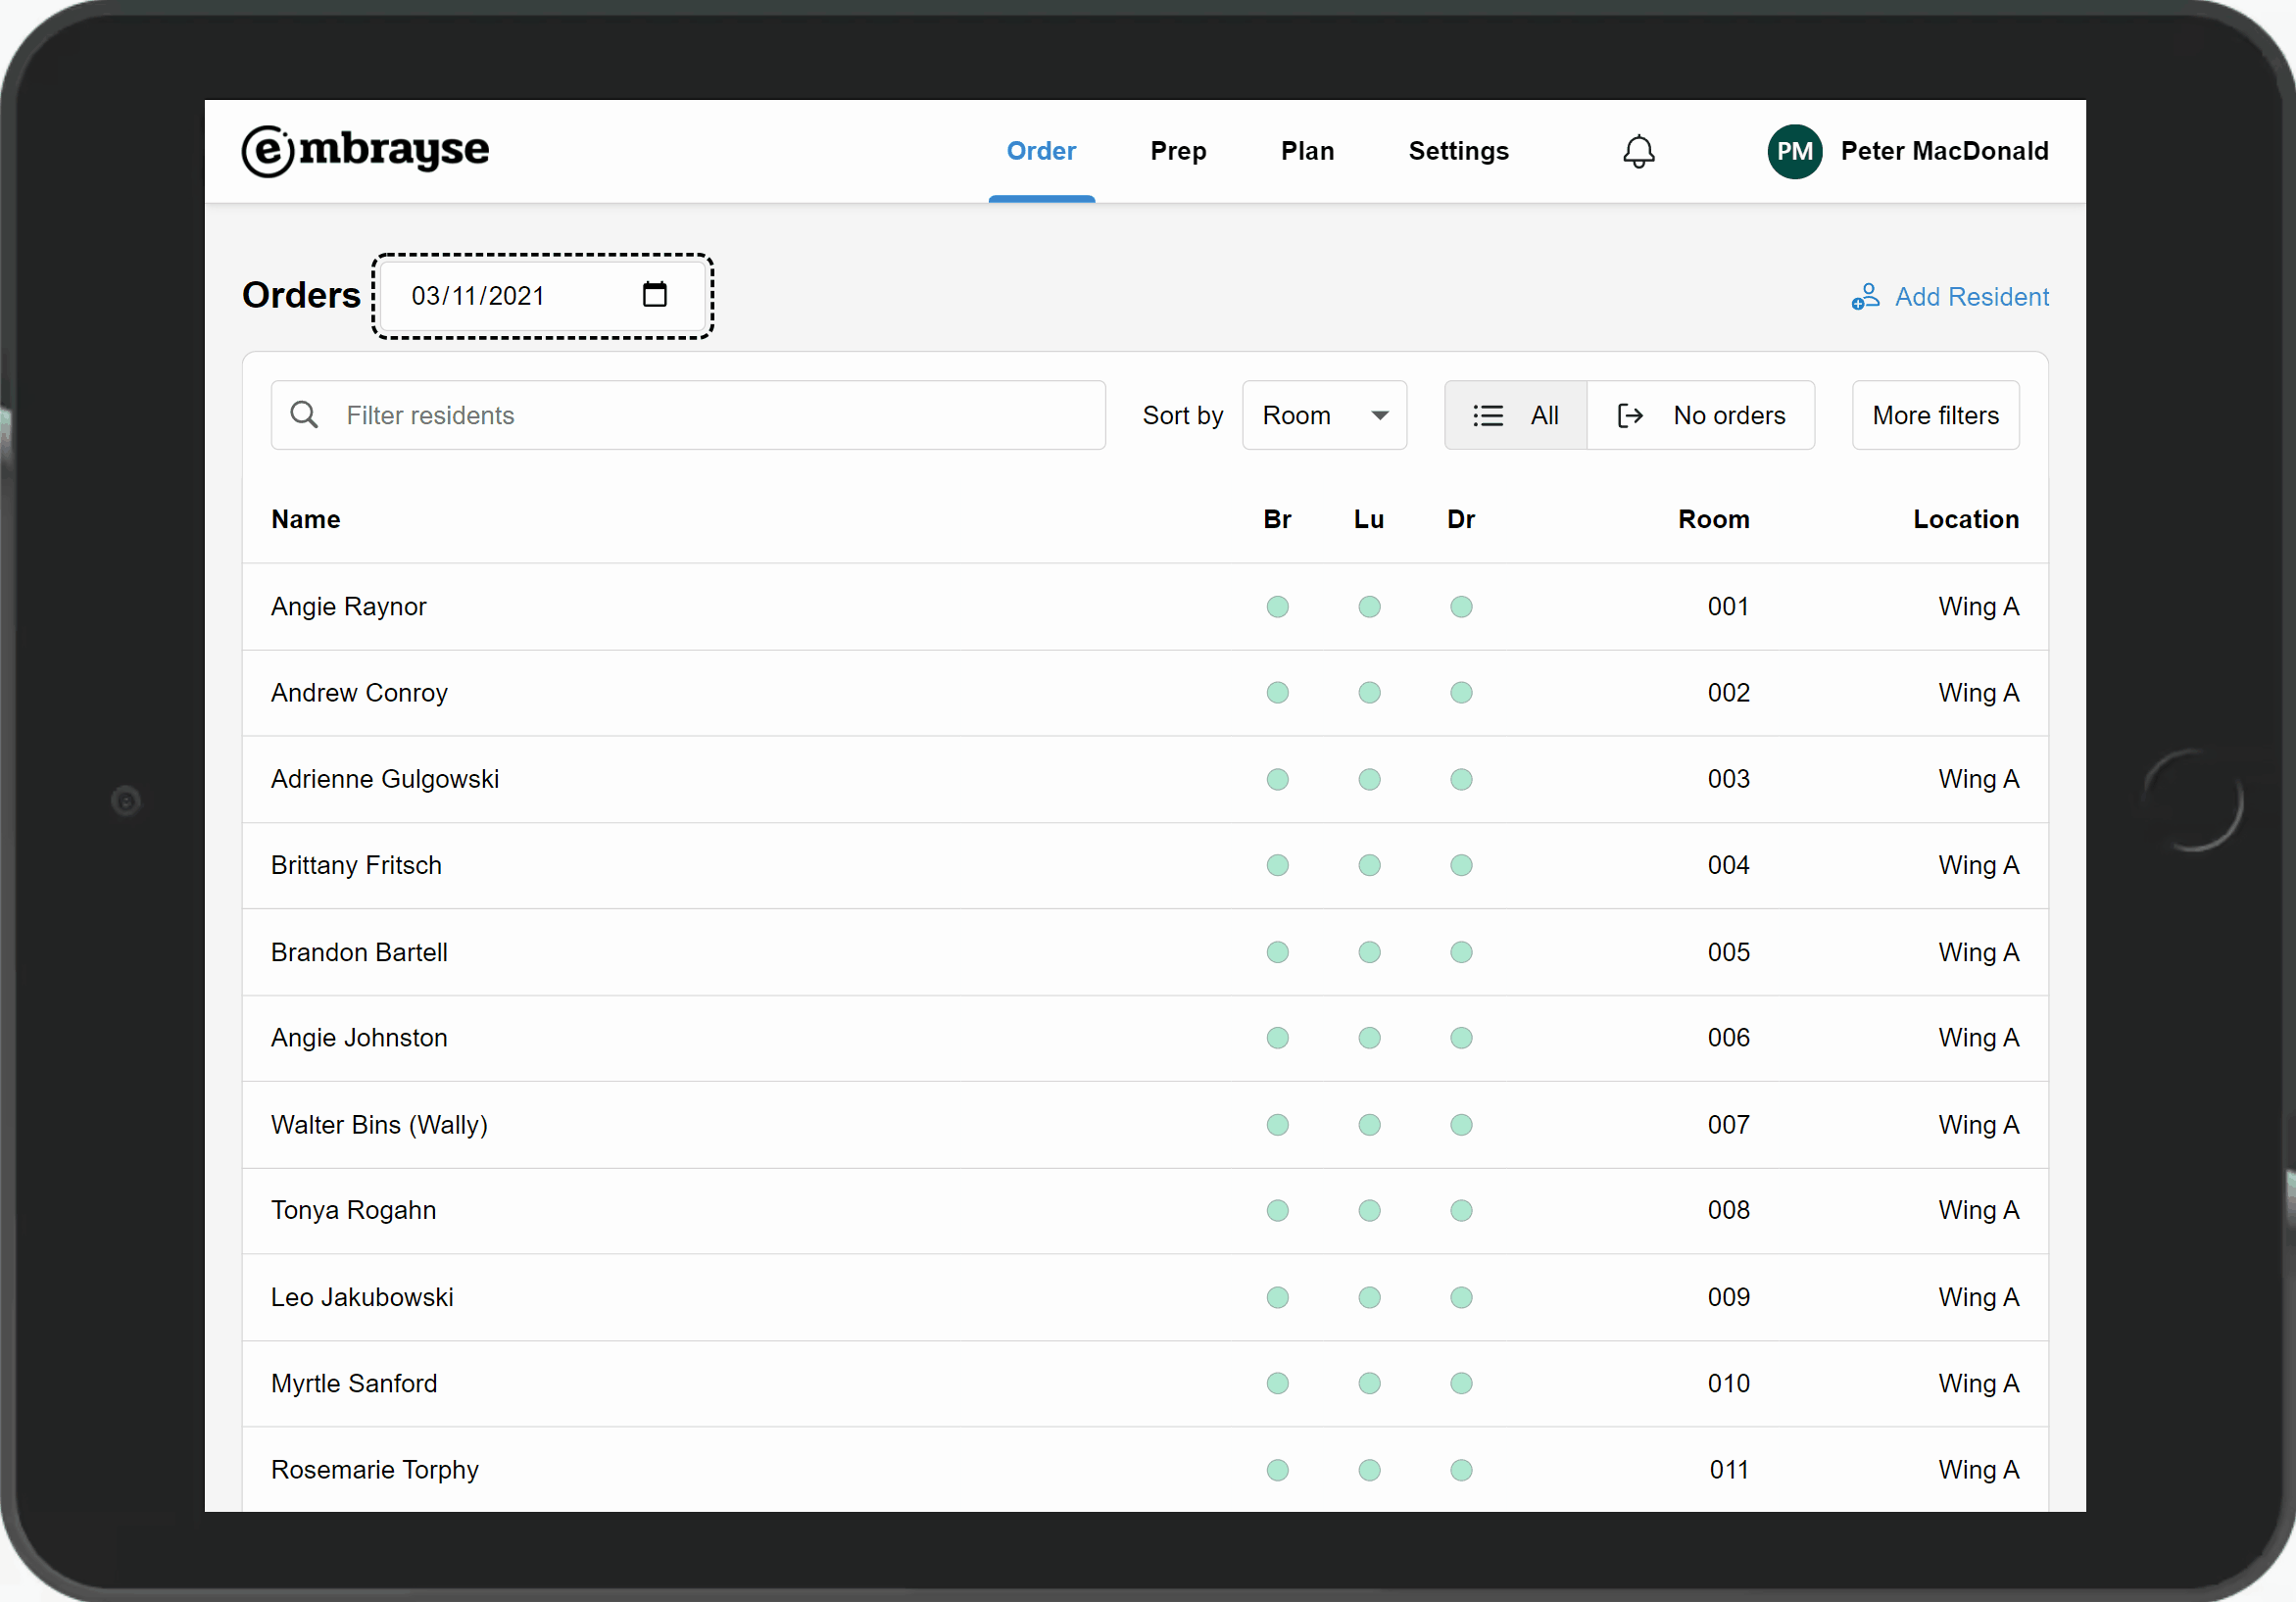 embrayse Order Prep Plan Settings PM Peter MacDonald
Orders 03/11/2021 Add Resident
Filter residents Sort by Room All No orders More filters
Name Br Lu Dr Room Location
Angie Raynor 001 Wing A
Andrew Conroy 002 Wing A
Adrienne Gulgowski 003 Wing A
Brittany Fritsch 004 Wing A
Brandon Bartell 005 Wing A
Angie Johnston 006 Wing A
Walter Bins (Wally) 007 Wing A
Tonya Rogahn 008 Wing A
Leo Jakubowski 009 Wing A
Myrtle Sanford 010 Wing A
Rosemarie Torphy 011 Wing A